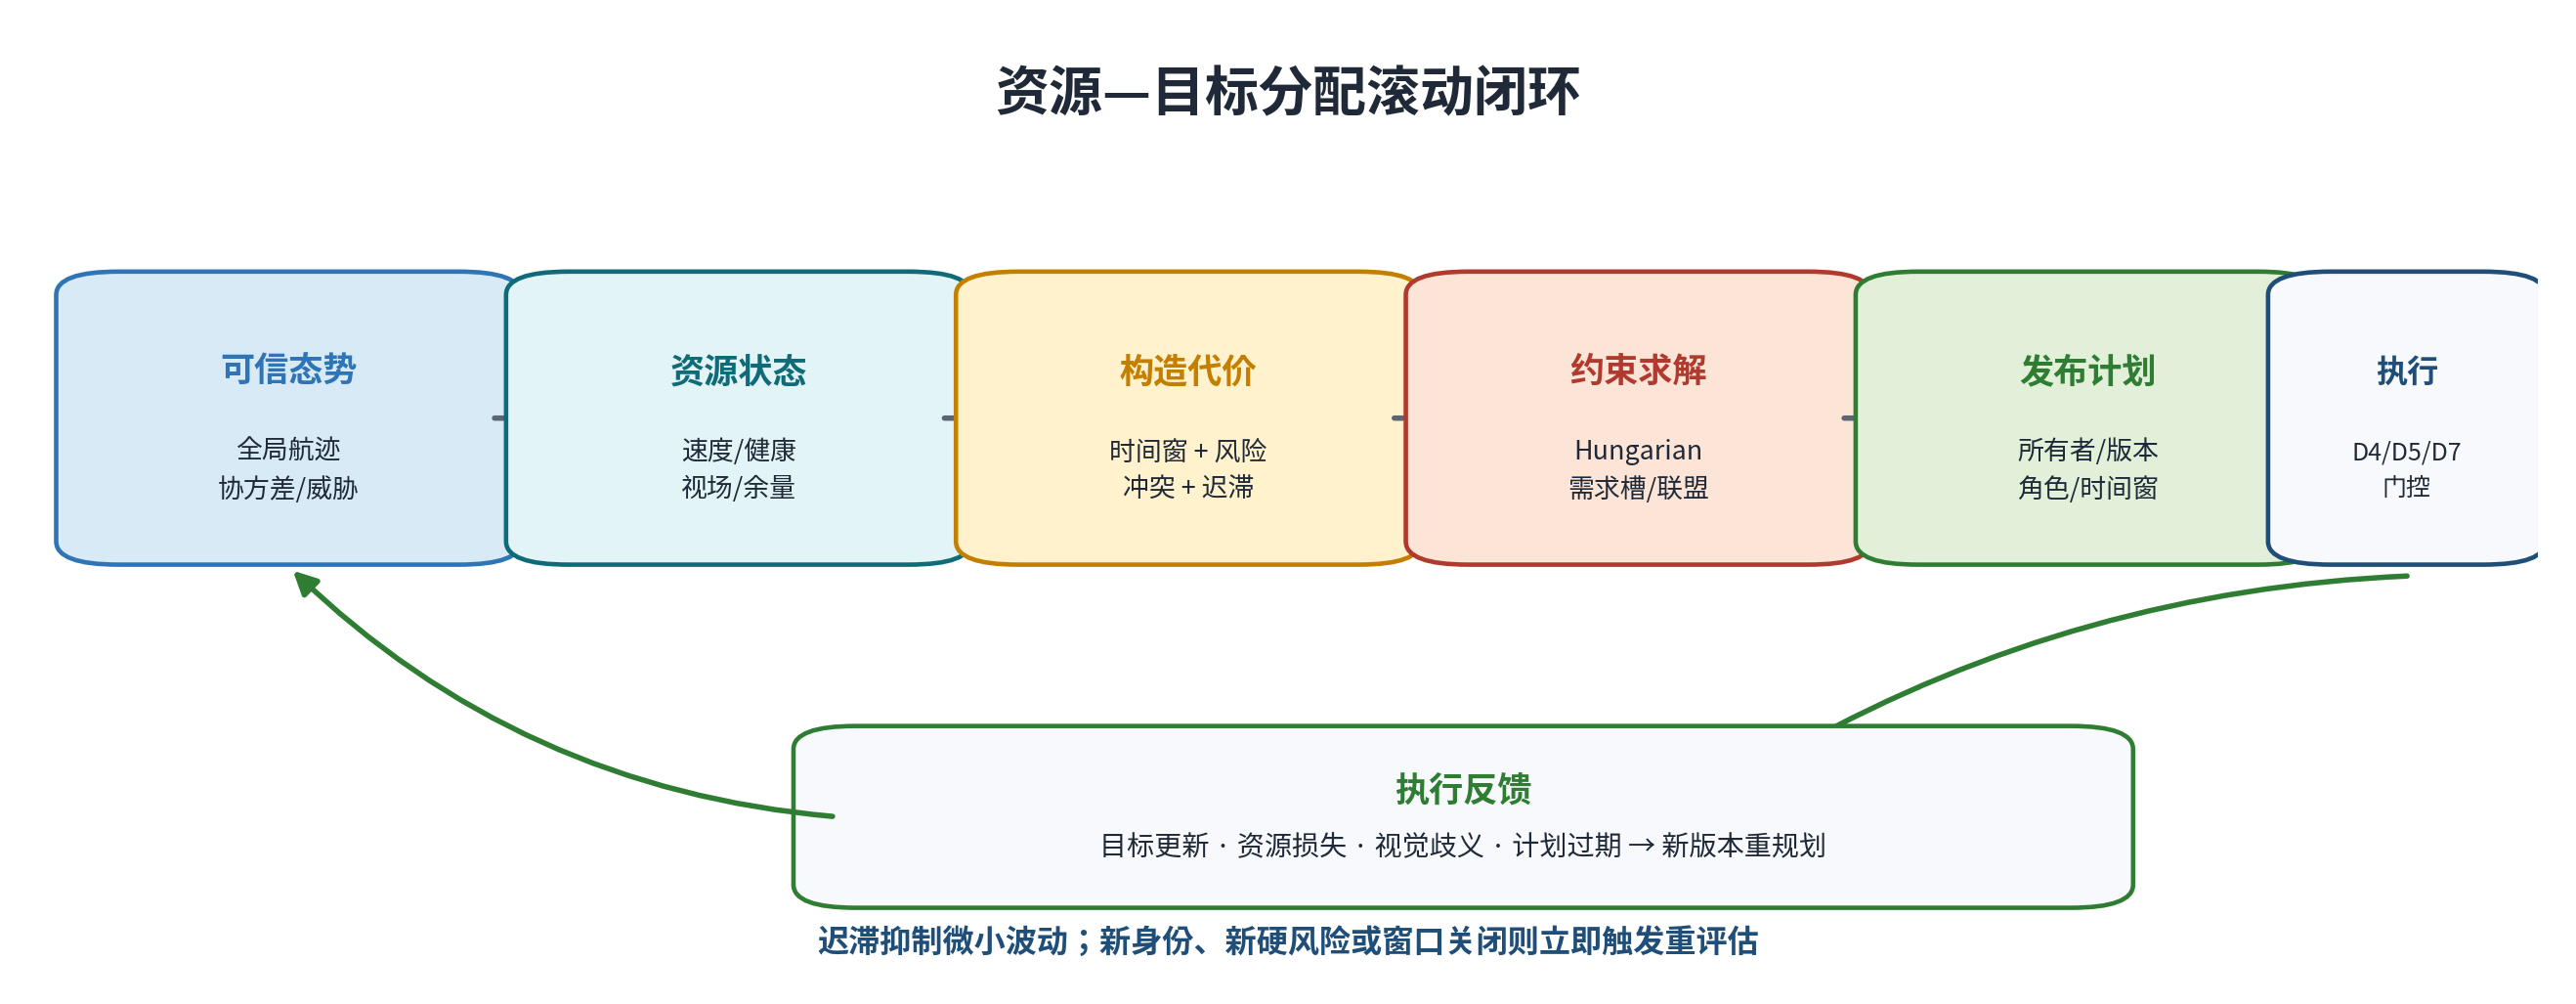 资源—目标分配滚动闭环
可信态势
全局航迹
协方差/威胁
资源状态
速度/健康
视场/余量
构造代价
时间窗 + 风险
冲突 + 迟滞
约束求解
Hungarian
需求槽/联盟
发布计划
所有者/版本
角色/时间窗
执行
D4/D5/D7
门控
执行反馈
目标更新 · 资源损失 · 视觉歧义 · 计划过期 → 新版本重规划
迟滞抑制微小波动；新身份、新硬风险或窗口关闭则立即触发重评估